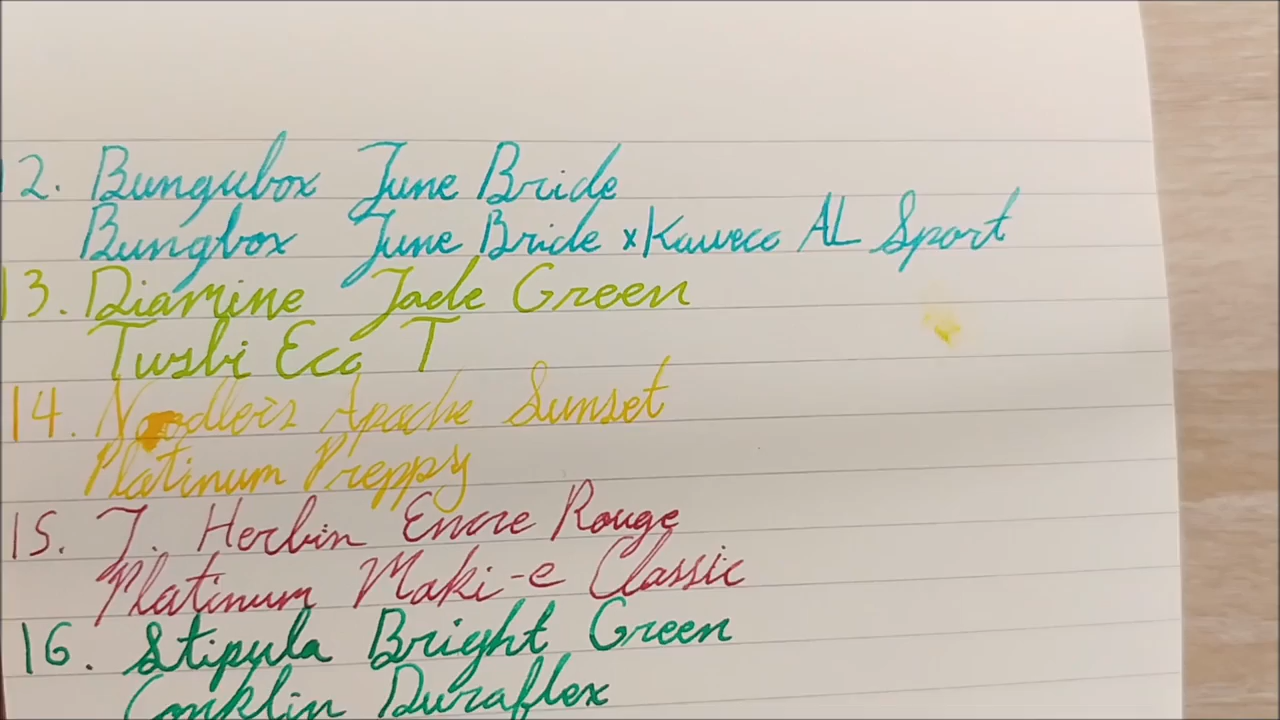 12. Bungubox June Bride
Bungbox June Bride x Kaweco AL Sport
13. Diamine Jade Green
Twsbi Eco T
14. Noodlers Apache Sunset
Platinum Preppy
15. J. Herbin Encre Rouge
Platinum Maki-e Classic
16. Stipula Bright Green
Conklin Duraflex